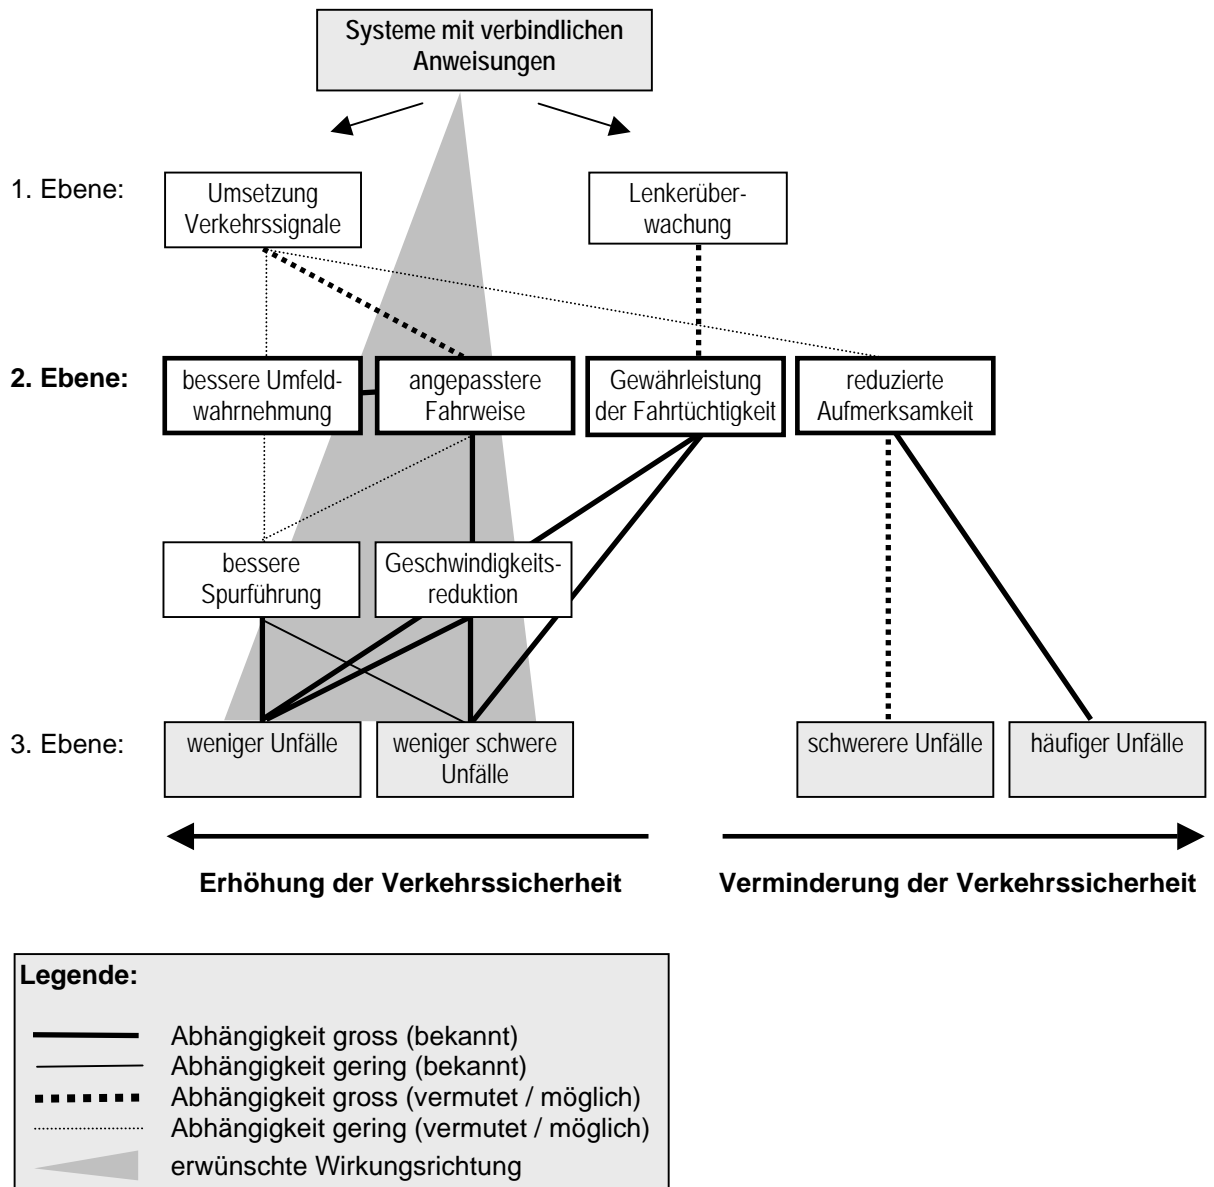 Systeme mit verbindlichen
Anweisungen
1. Ebene:
Umsetzung
Verkehrssignale
Lenkerüber-
wachung
2. Ebene:
bessere Umfeld-
wahrnehmung
angepasstere
Fahrweise
Gewährleistung
der Fahrtüchtigkeit
reduzierte
Aufmerksamkeit
bessere
Spurführung
Geschwindigkeits-
reduktion
3. Ebene:
weniger Unfälle
weniger schwere
Unfälle
schwerere Unfälle
häufiger Unfälle
Erhöhung der Verkehrssicherheit
Verminderung der Verkehrssicherheit
Legende:
Abhängigkeit gross (bekannt)
Abhängigkeit gering (bekannt)
Abhängigkeit gross (vermutet / möglich)
Abhängigkeit gering (vermutet / möglich)
erwünschte Wirkungsrichtung